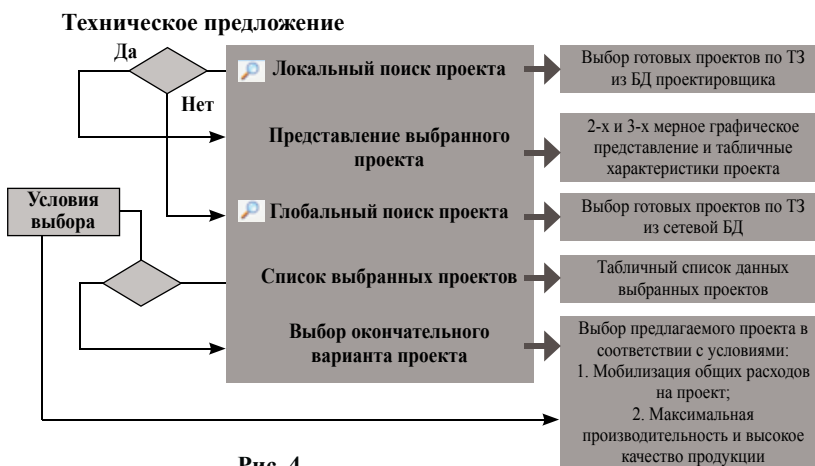 Техническое предложение
Да
Нет
Локальный поиск проекта
Выбор готовых проектов по ТЗ
из БД проектировщика
Представление выбранного
проекта
2-х и 3-х мерное графическое
представление и табличные
характеристики проекта
Условия
выбора
Глобальный поиск проекта
Выбор готовых проектов по ТЗ
из сетевой БД
Список выбранных проектов
Табличный список данных
выбранных проектов
Выбор окончательного
варианта проекта
Выбор предлагаемого проекта в
соответствии с условиями:
1. Мобилизация общих расходов
на проект;
2. Максимальная
производительность и высокое
качество продукции
Рис. 4